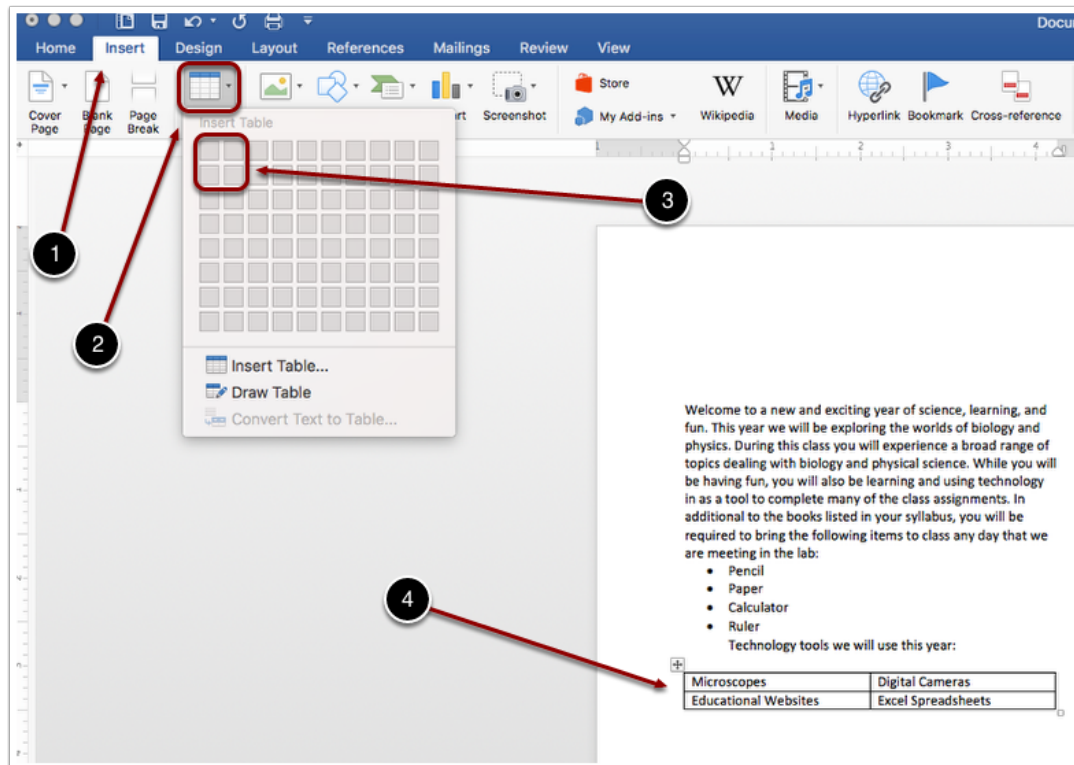 Docu
Home Insert Design Layout References Mailings Review View
Store
My Add-ins
Cover Page
Blank Page
Page Break
Screenshot
W
Wikipedia
Media
Hyperlink
Bookmark
Cross-reference
Insert Table
Insert Table...
Draw Table
Convert Text to Table...
1
2
3
4
1 1 2 3 4
Welcome to a new and exciting year of science, learning, and
fun. This year we will be exploring the worlds of biology and
physics. During this class you will experience a broad range of
topics dealing with biology and physical science. While you will
be having fun, you will also be learning and using technology
in as a tool to complete many of the class assignments. In
additional to the books listed in your syllabus, you will be
required to bring the following items to class any day that we
are meeting in the lab:
• Pencil
• Paper
• Calculator
• Ruler
Technology tools we will use this year:
Microscopes Digital Cameras
Educational Websites Excel Spreadsheets